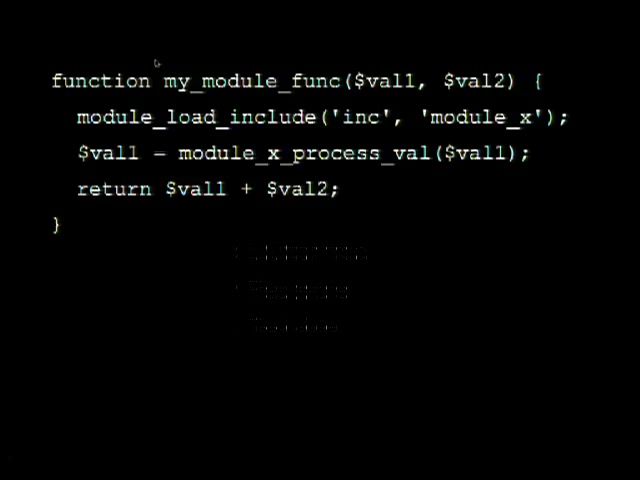 function my_module_func($val1, $val2) {
module_load_include('inc', 'module_x');
$val1 = module_x_process_val($val1);
return $val1 + $val2;
}